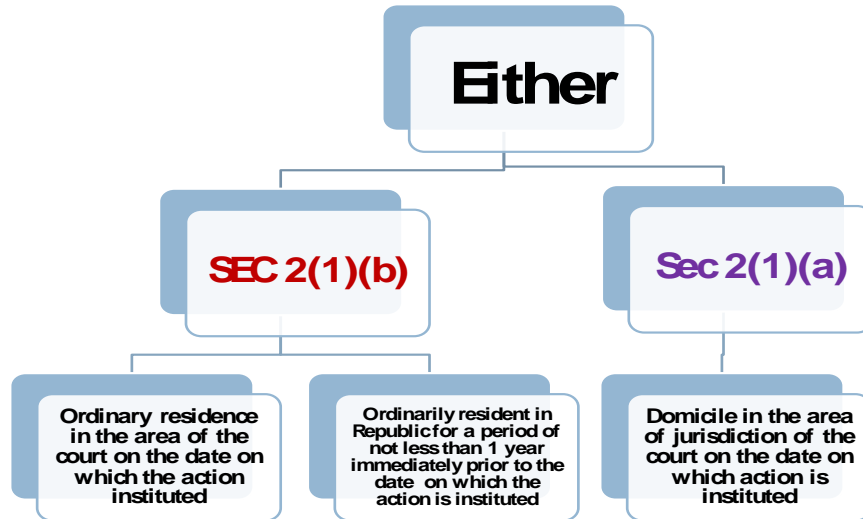 Either
SEC 2(1)(b)
Sec 2(1)(a)
Ordinary residence
in the area of the
court on the date on
which the action
instituted
Ordinarily resident in
Republic for a period of
not less than 1 year
immediately prior to the
date on which the
action is instituted
Domicile in the area
of jurisdiction of the
court on the date on
which action is
instituted